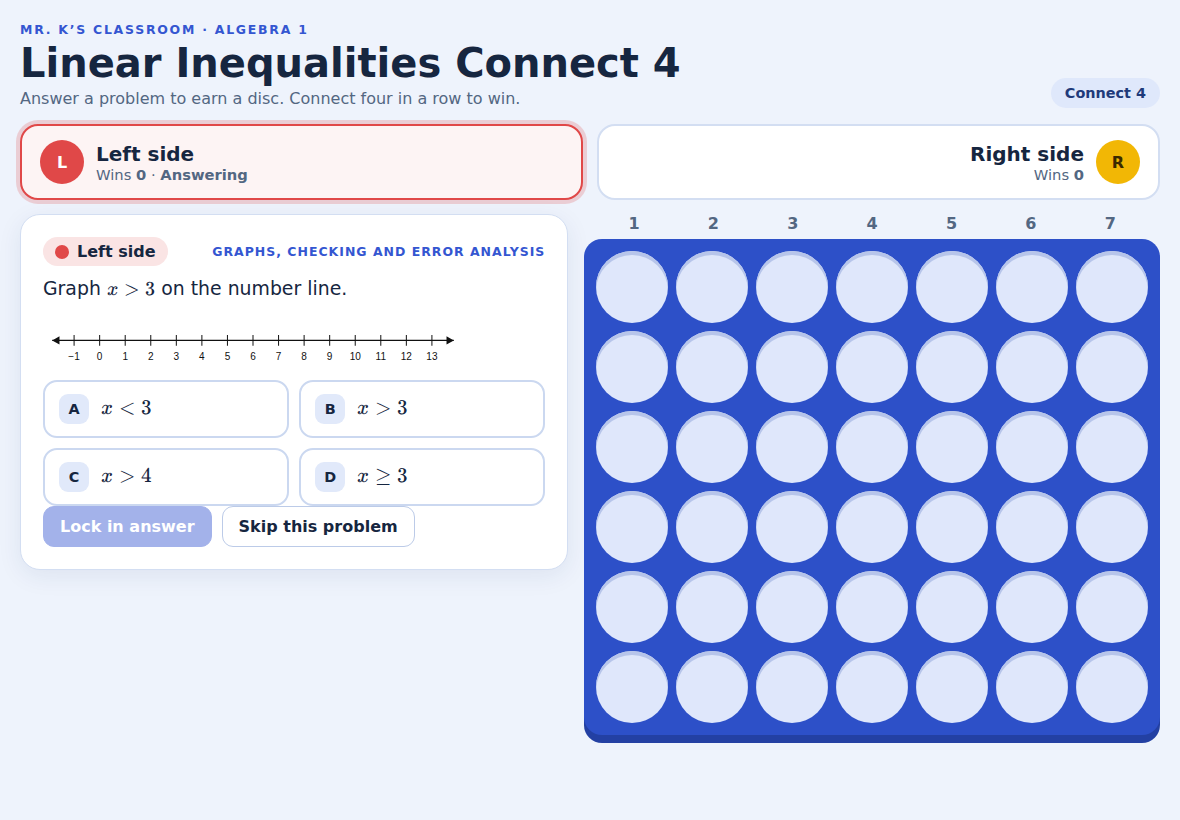 MR. K’S CLASSROOM · ALGEBRA 1
Linear Inequalities Connect 4
Answer a problem to earn a disc. Connect four in a row to win.
Connect 4
L
Left side
Wins 0 · Answering
Right side
Wins 0
R
Left side
GRAPHS, CHECKING AND ERROR ANALYSIS
Graph x > 3 on the number line.
−1 0 1 2 3 4 5 6 7 8 9 10 11 12 13
A x < 3
B x > 3
C x > 4
D x ≥ 3
Lock in answer
Skip this problem
1 2 3 4 5 6 7